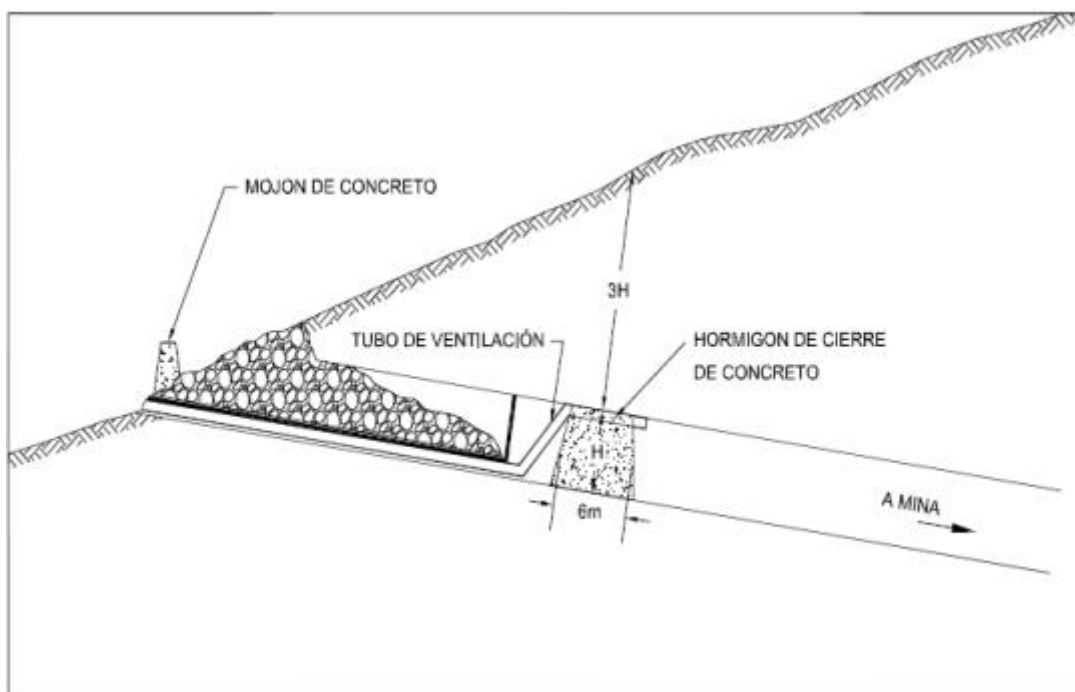 MOJON DE CONCRETO
3H
TUBO DE VENTILACIÓN
HORMIGON DE CIERRE
DE CONCRETO
H
6m
A MINA